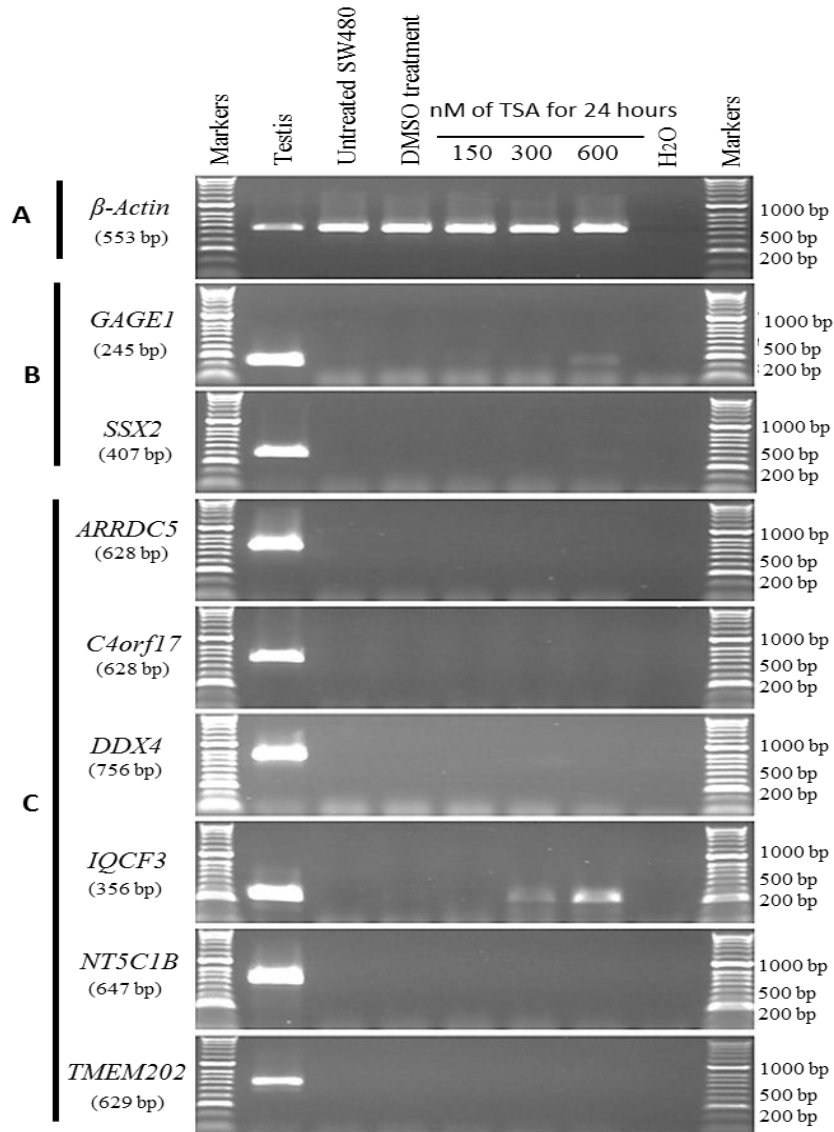 Markers
Testis
Untreated SW480
DMSO treatment
nM of TSA for 24 hours
150 300 600
H2O
Markers
A
β-Actin
(553 bp)
1000 bp
500 bp
200 bp
B
GAGE1
(245 bp)
1000 bp
500 bp
200 bp
SSX2
(407 bp)
1000 bp
500 bp
200 bp
C
ARRDC5
(628 bp)
1000 bp
500 bp
200 bp
C4orf17
(628 bp)
1000 bp
500 bp
200 bp
DDX4
(756 bp)
1000 bp
500 bp
200 bp
IQCF3
(356 bp)
1000 bp
500 bp
200 bp
NT5C1B
(647 bp)
1000 bp
500 bp
200 bp
TMEM202
(629 bp)
1000 bp
500 bp
200 bp